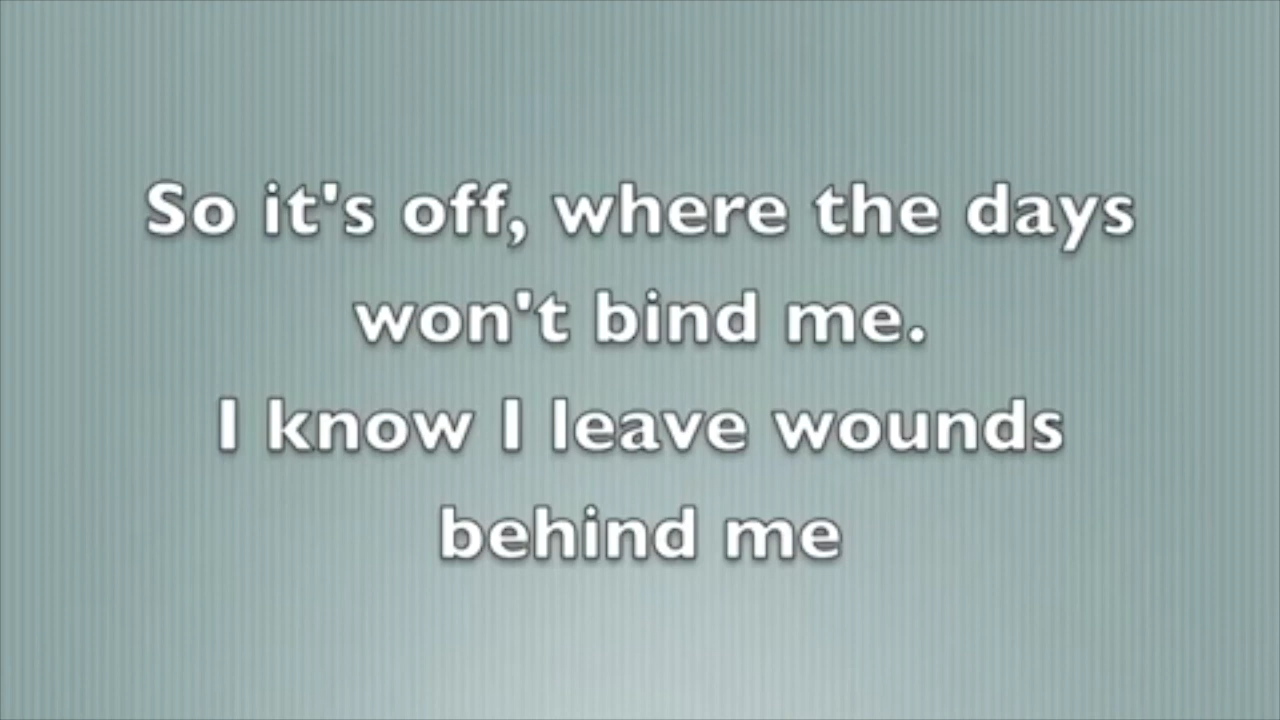 So it's off, where the days
won't bind me.
I know I leave wounds
behind me